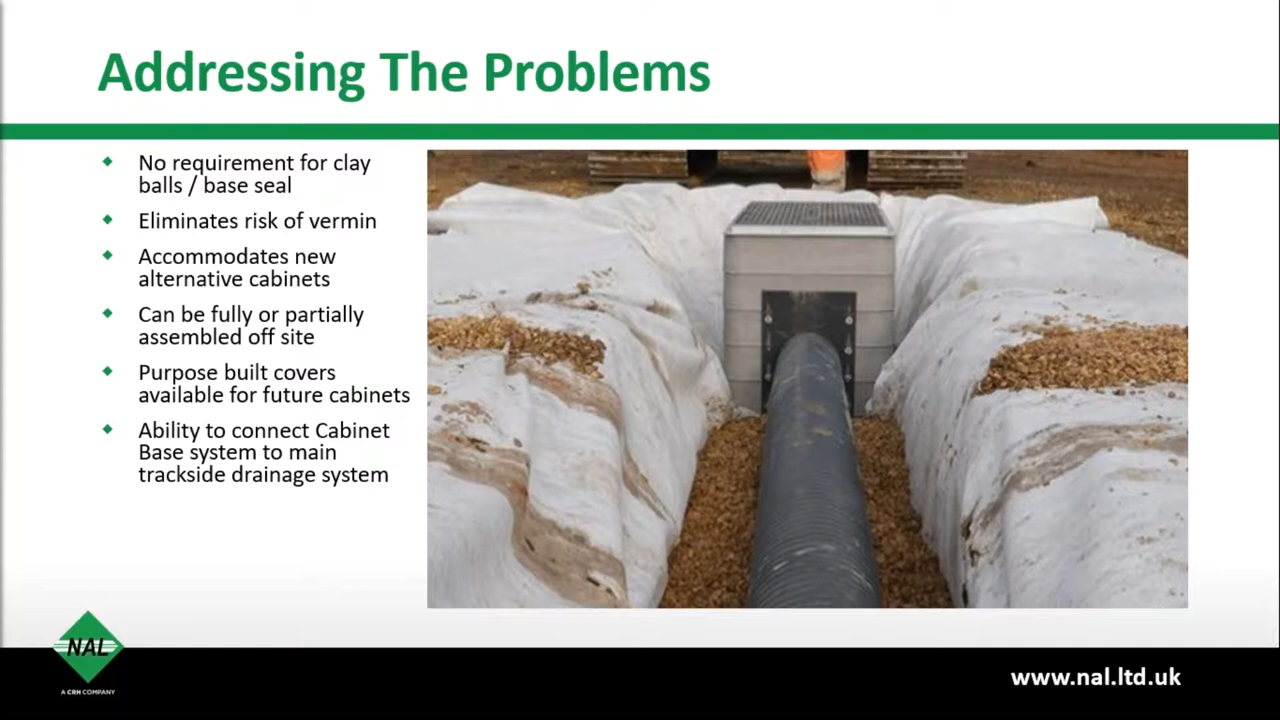 Addressing The Problems
No requirement for clay
balls / base seal
Eliminates risk of vermin
Accommodates new
alternative cabinets
Can be fully or partially
assembled off site
Purpose built covers
available for future cabinets
Ability to connect Cabinet
Base system to main
trackside drainage system
NAL
A CRH COMPANY
www.nal.ltd.uk